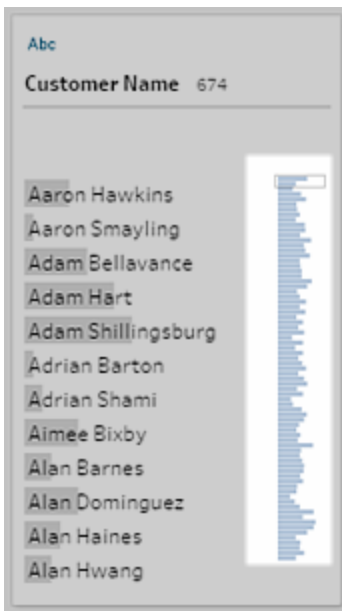 Abc
Customer Name 674
Aaron Hawkins
Aaron Smayling
Adam Bellavance
Adam Hart
Adam Shillingsburg
Adrian Barton
Adrian Shami
Aimee Bixby
Alan Barnes
Alan Dominguez
Alan Haines
Alan Hwang